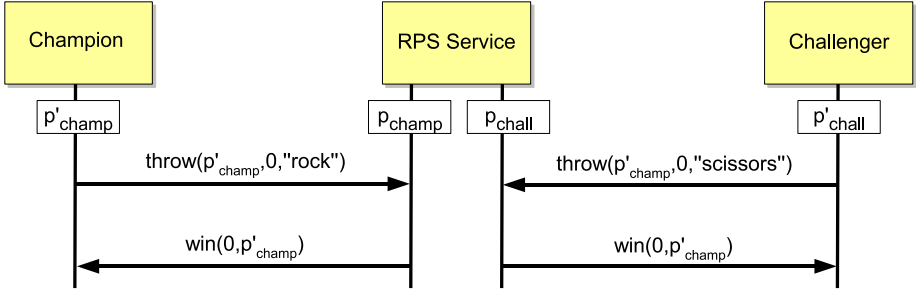 Champion
RPS Service
Challenger
p'champ
pchamp
pchall
p'chall
throw(p'champ,0,"rock")
throw(p'champ,0,"scissors")
win(0,p'champ)
win(0,p'champ)